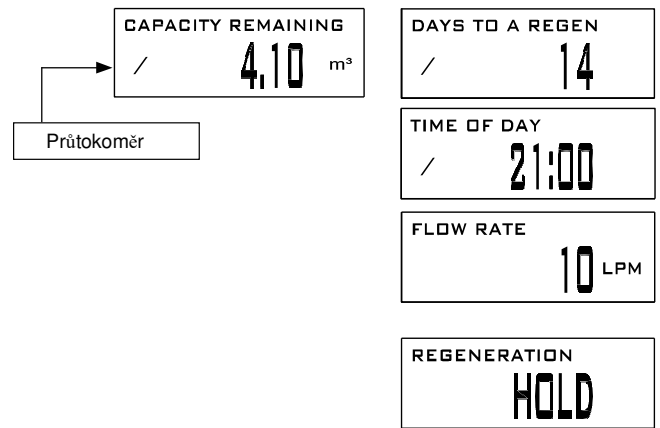 CAPACITY REMAINING
/ 4.10 m³
Průtokoměr
DAYS TO A REGEN
/ 14
TIME OF DAY
/ 21:00
FLOW RATE
10 LPM
REGENERATION
HOLD